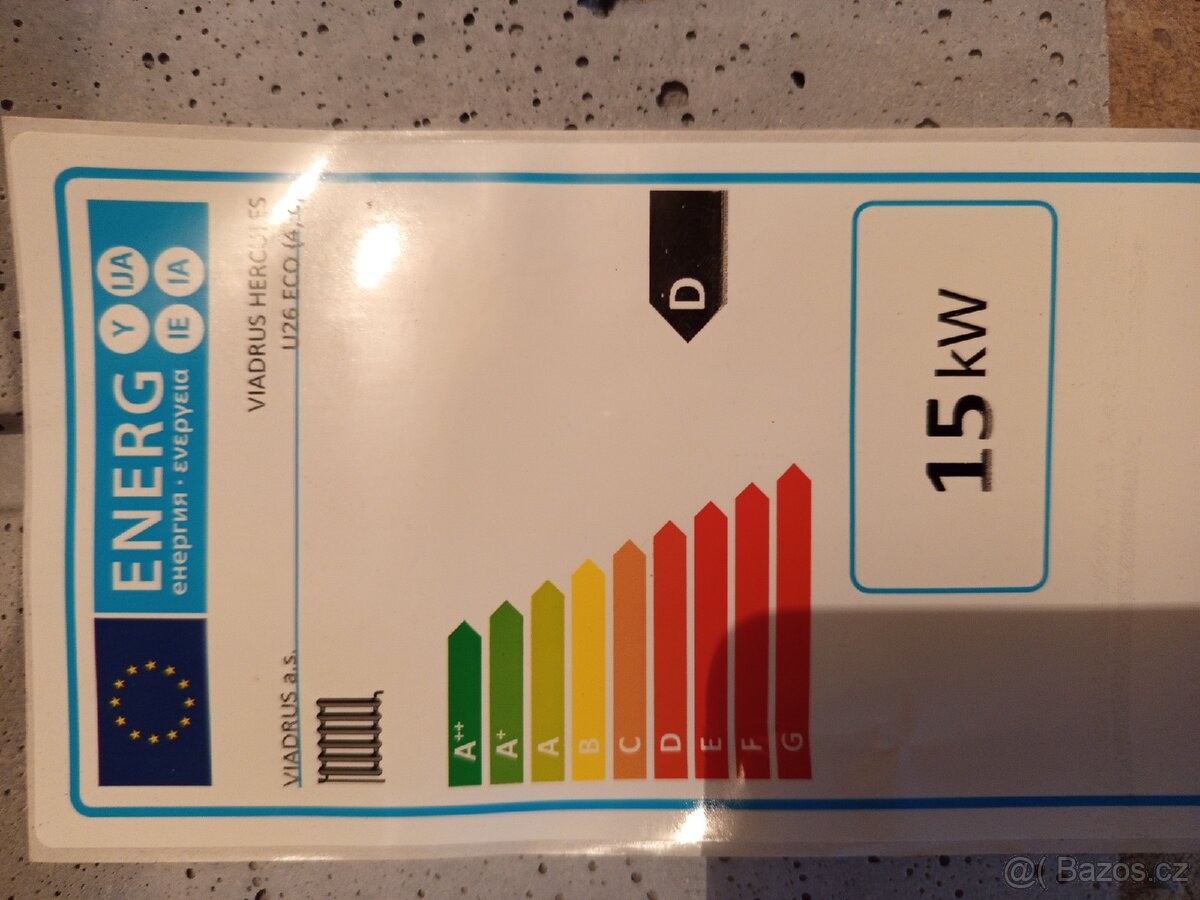 ENERG Y IJA
енергия · ενεργεια IE IA
VIADRUS HERCULES
VIADRUS a.s. U26 ECO
A++
A+
A
B
C
D
E
F
G
D
15 kW
@( Bazos.cz